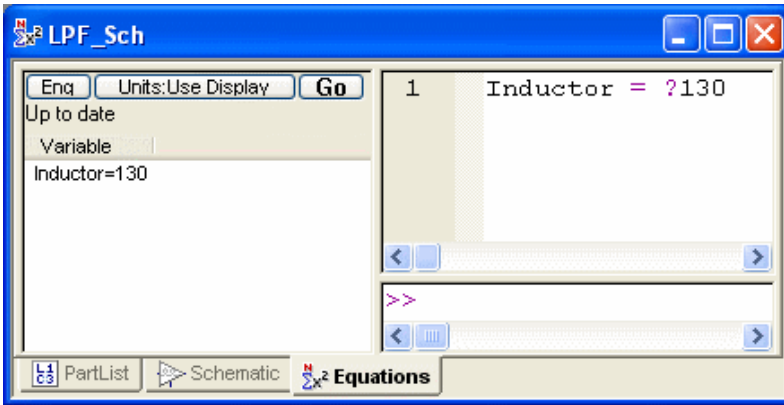 LPF_Sch
Eng Units:Use Display Go
Up to date
Variable
Inductor=130
1 Inductor = ?130
>>
PartList Schematic Equations